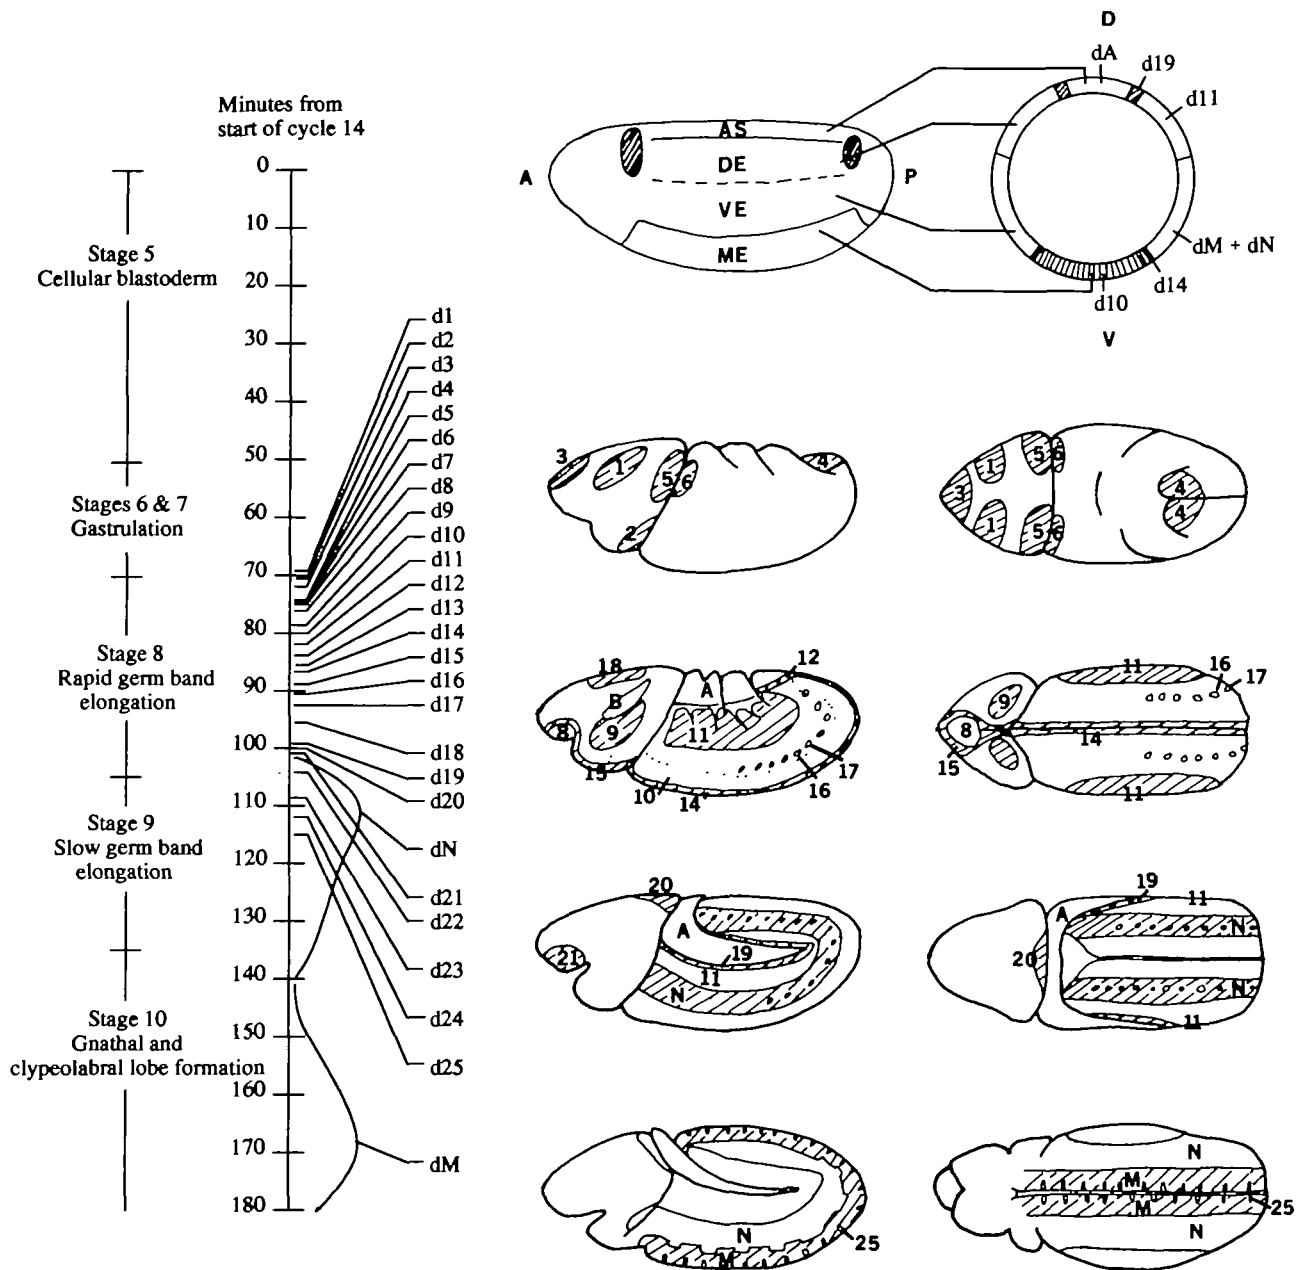 Minutes from
start of cycle 14
0
10
20
30
40
50
60
70
80
90
100
110
120
130
140
150
160
170
180
Stage 5
Cellular blastoderm
Stages 6 & 7
Gastrulation
Stage 8
Rapid germ band
elongation
Stage 9
Slow germ band
elongation
Stage 10
Gnathal and
clypeolabral lobe formation
d1
d2
d3
d4
d5
d6
d7
d8
d9
d10
d11
d12
d13
d14
d15
d16
d17
d18
d19
d20
dN
d21
d22
d23
d24
d25
dM
A
AS
DE
VE
ME
P
D
dA
d19
d11
dM + dN
d14
d10
V
3
1
5
6
2
4
3
1
1
5
6
5
6
4
4
18
B
8
9
15
A
11
12
10
14
16
17
11
16
17
9
8
15
14
11
20
21
A
19
11
N
19
11
A
N
20
N
11
N
M
25
N
M
M
25
N